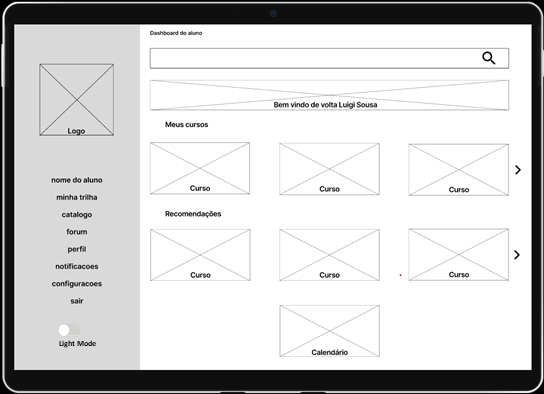 Dashboard do aluno
Logo
nome do aluno
minha trilha
catalogo
forum
perfil
notificacoes
configuracoes
sair
Light Mode
Bem vindo de volta Luigi Sousa
Meus cursos
Curso
Curso
Curso
Recomendações
Curso
Curso
Curso
Calendário